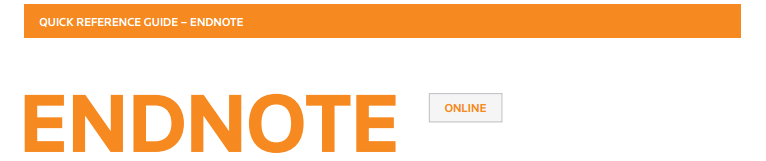 QUICK REFERENCE GUIDE – ENDNOTE
ENDNOTE
ONLINE